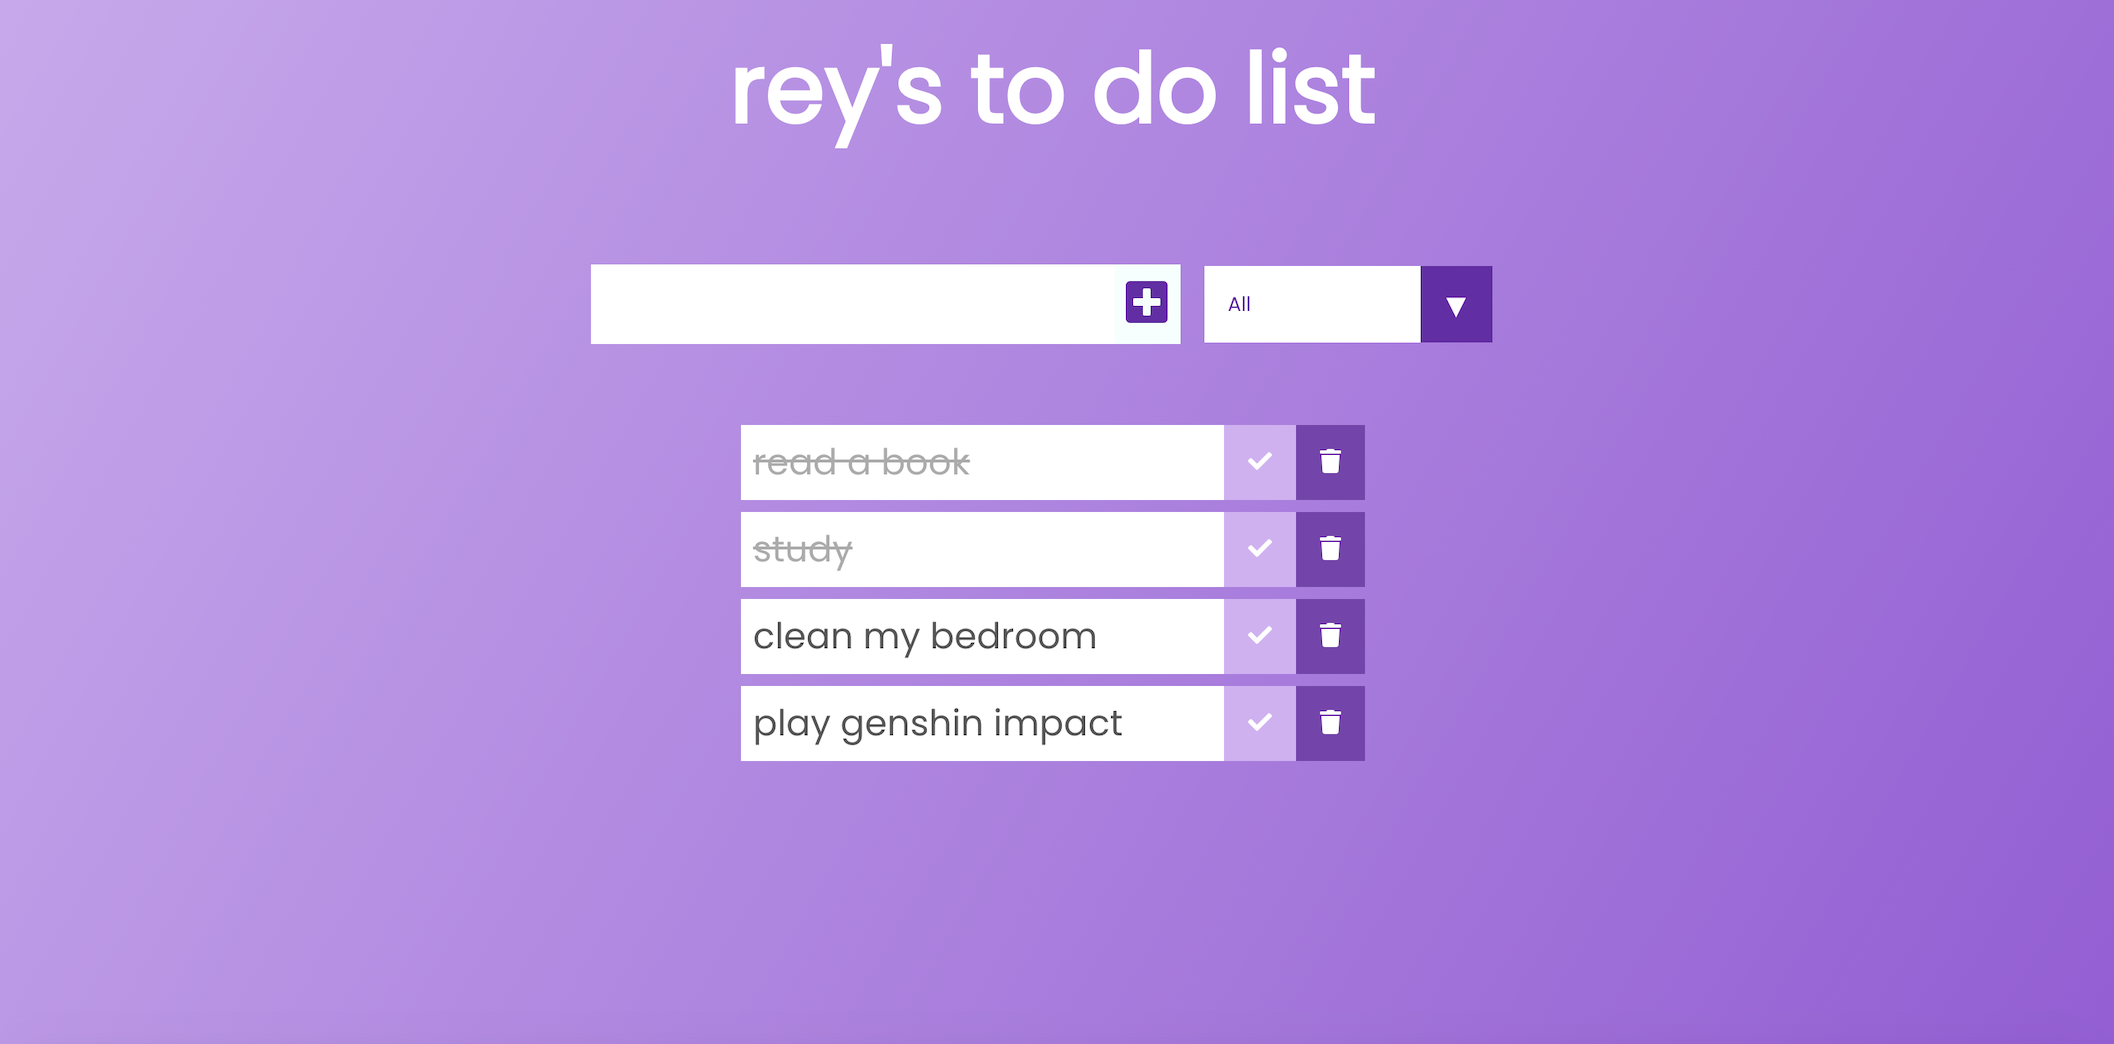 rey's to do list
All
read a book
study
clean my bedroom
play genshin impact